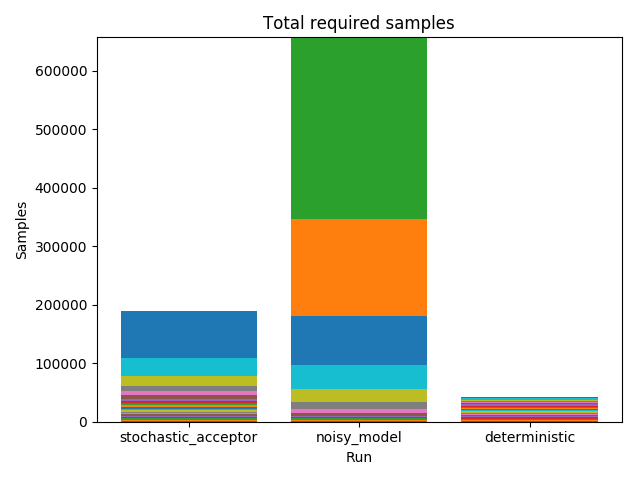 Total required samples
Samples
600000
500000
400000
300000
200000
100000
0
stochastic_acceptor
noisy_model
deterministic
Run